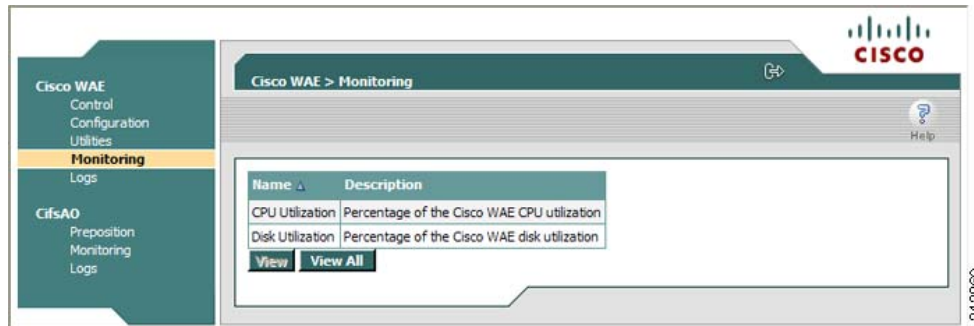 CISCO
Cisco WAE
Control
Configuration
Utilities
Monitoring
Logs
CifsAO
Preposition
Monitoring
Logs
Cisco WAE > Monitoring
Help
Name Description
CPU Utilization Percentage of the Cisco WAE CPU utilization
Disk Utilization Percentage of the Cisco WAE disk utilization
View View All